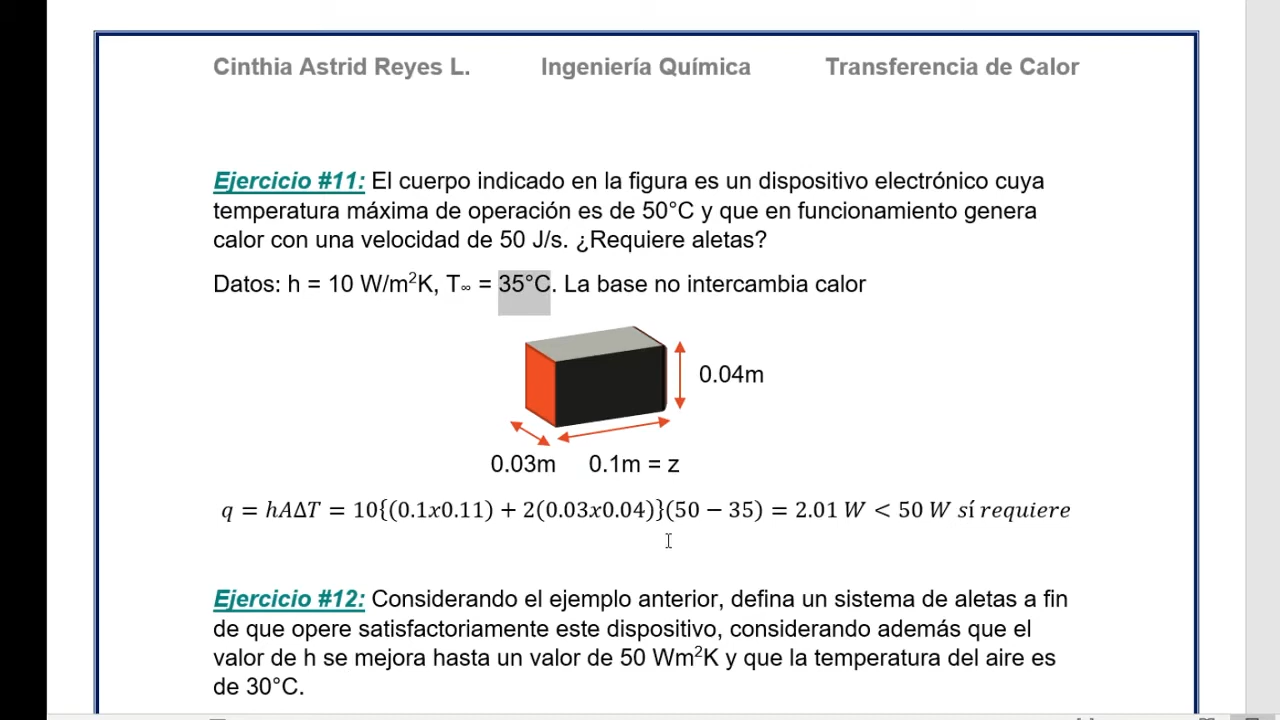 Cinthia Astrid Reyes L. Ingeniería Química Transferencia de Calor
Ejercicio #11: El cuerpo indicado en la figura es un dispositivo electrónico cuya
temperatura máxima de operación es de 50°C y que en funcionamiento genera
calor con una velocidad de 50 J/s. ¿Requiere aletas?
Datos: h = 10 W/m²K, T∞ = 35°C. La base no intercambia calor
0.04m
0.03m 0.1m = z
q = hAΔT = 10{(0.1x0.11) + 2(0.03x0.04)}(50 − 35) = 2.01 W < 50 W sí requiere
Ejercicio #12: Considerando el ejemplo anterior, defina un sistema de aletas a fin
de que opere satisfactoriamente este dispositivo, considerando además que el
valor de h se mejora hasta un valor de 50 Wm²K y que la temperatura del aire es
de 30°C.